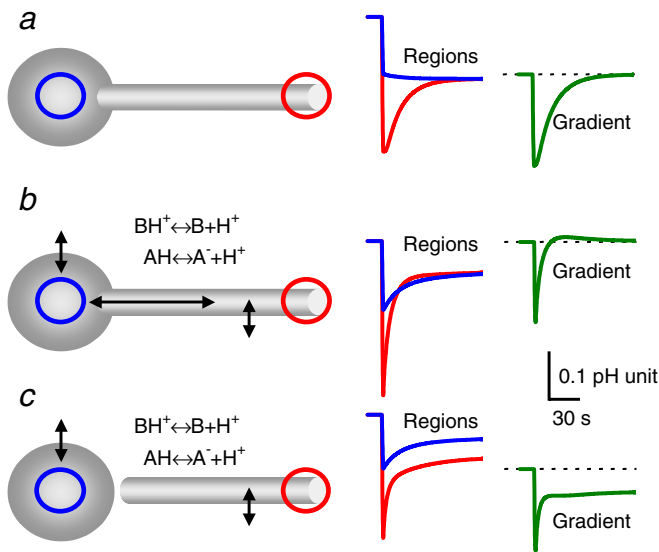 a
Regions
Gradient
b
BH⁺↔B+H⁺
AH↔A⁻+H⁺
Regions
Gradient
0.1 pH unit
30 s
c
BH⁺↔B+H⁺
AH↔A⁻+H⁺
Regions
Gradient